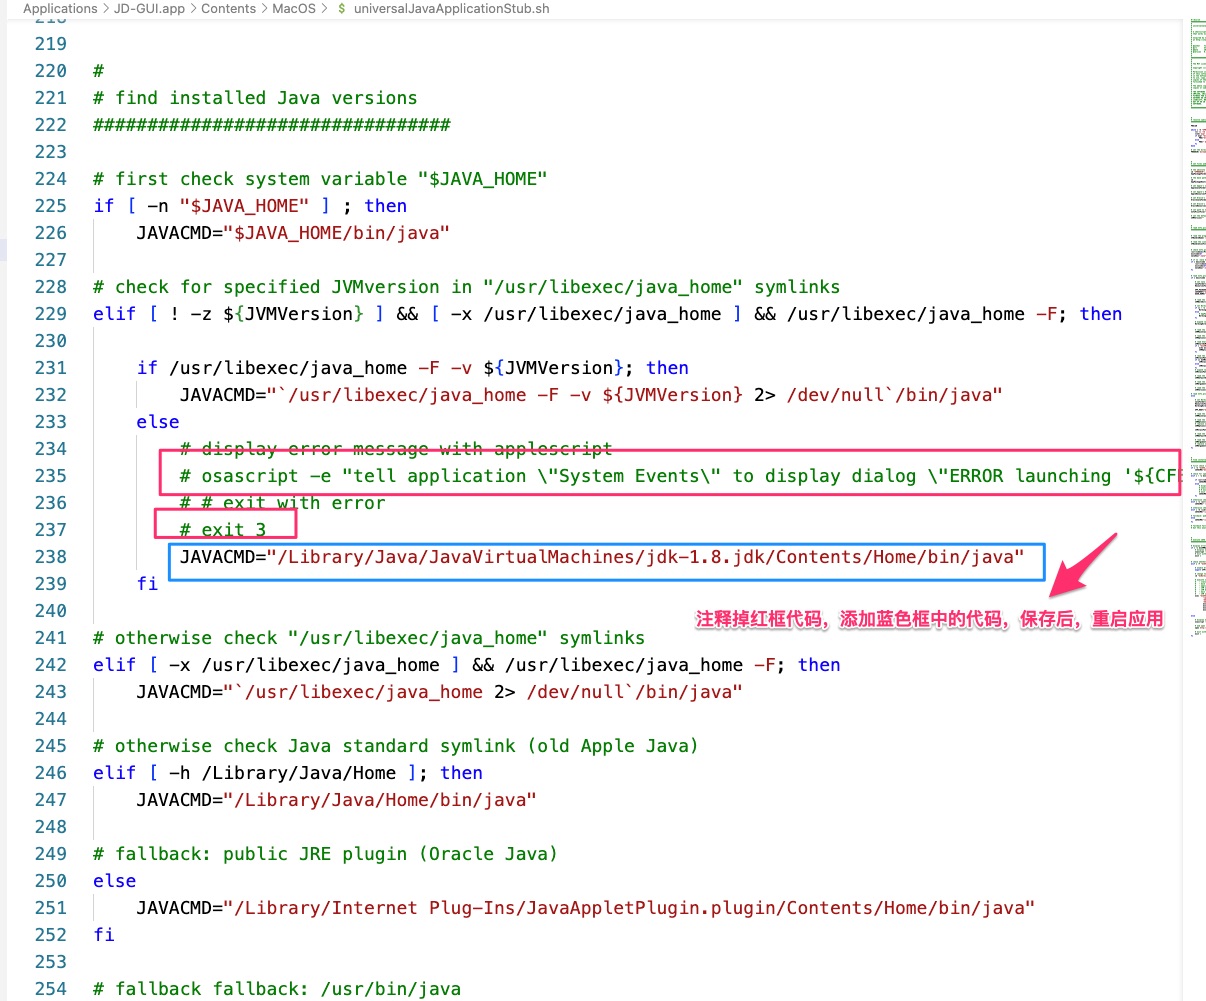 Applications > JD-GUI.app > Contents > MacOS > $ universalJavaApplicationStub.sh
218
219
220 #
221 # find installed Java versions
222 #################################
223
224 # first check system variable "$JAVA_HOME"
225 if [ -n "$JAVA_HOME" ] ; then
226     JAVACMD="$JAVA_HOME/bin/java"
227
228 # check for specified JVMversion in "/usr/libexec/java_home" symlinks
229 elif [ ! -z ${JVMVersion} ] && [ -x /usr/libexec/java_home ] && /usr/libexec/java_home -F; then
230
231     if /usr/libexec/java_home -F -v ${JVMVersion}; then
232         JAVACMD="`/usr/libexec/java_home -F -v ${JVMVersion} 2> /dev/null`/bin/java"
233     else
234         # display error message with applescript
235         # osascript -e "tell application \"System Events\" to display dialog \"ERROR launching '${CF
236         # # exit with error
237         # exit 3
238         JAVACMD="/Library/Java/JavaVirtualMachines/jdk-1.8.jdk/Contents/Home/bin/java"
239     fi
240
注释掉红框代码，添加蓝色框中的代码，保存后，重启应用
241 # otherwise check "/usr/libexec/java_home" symlinks
242 elif [ -x /usr/libexec/java_home ] && /usr/libexec/java_home -F; then
243     JAVACMD="`/usr/libexec/java_home 2> /dev/null`/bin/java"
244
245 # otherwise check Java standard symlink (old Apple Java)
246 elif [ -h /Library/Java/Home ]; then
247     JAVACMD="/Library/Java/Home/bin/java"
248
249 # fallback: public JRE plugin (Oracle Java)
250 else
251     JAVACMD="/Library/Internet Plug-Ins/JavaAppletPlugin.plugin/Contents/Home/bin/java"
252 fi
253
254 # fallback fallback: /usr/bin/java